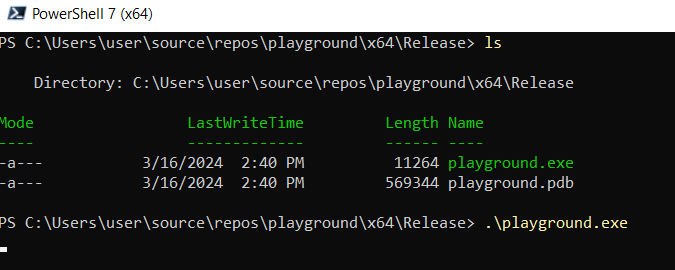 PowerShell 7 (x64)
PS C:\Users\user\source\repos\playground\x64\Release> ls
Directory: C:\Users\user\source\repos\playground\x64\Release
Mode LastWriteTime Length Name
---- ------------- ------ ----
-a--- 3/16/2024 2:40 PM 11264 playground.exe
-a--- 3/16/2024 2:40 PM 569344 playground.pdb
PS C:\Users\user\source\repos\playground\x64\Release> .\playground.exe